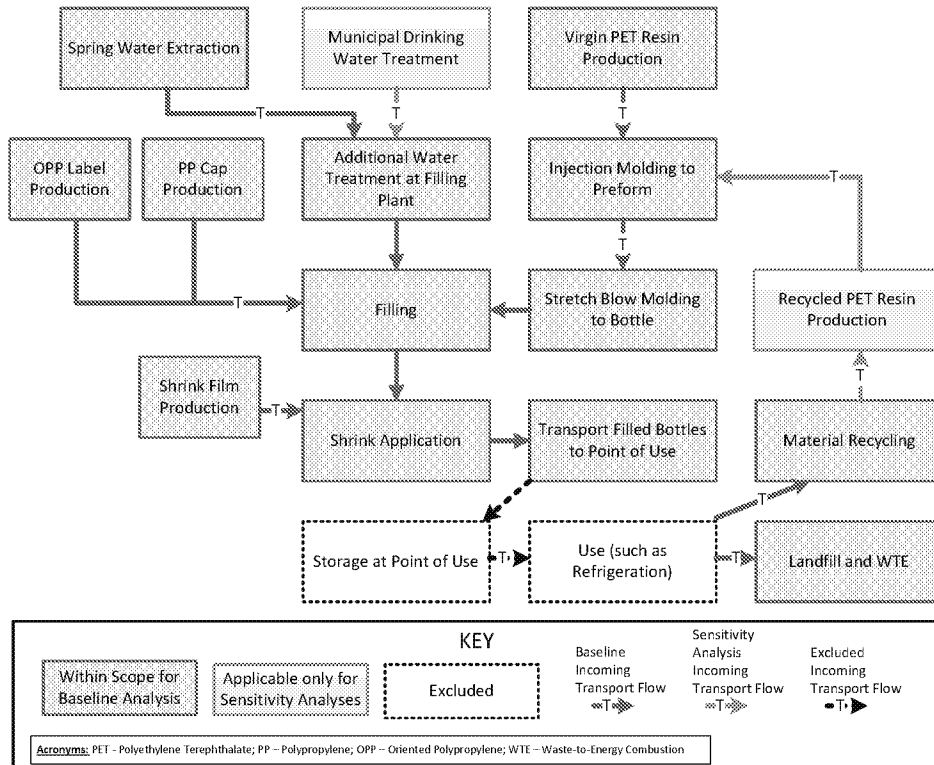 Spring Water Extraction
Municipal Drinking
Water Treatment
Virgin PET Resin
Production
T
T
T
OPP Label
Production
PP Cap
Production
Additional Water
Treatment at Filling
Plant
Injection Molding to
Preform
T
T
T
Filling
Stretch Blow Molding
to Bottle
Recycled PET Resin
Production
Shrink Film
Production
T
T
Shrink Application
Transport Filled Bottles
to Point of Use
Material Recycling
T
Storage at Point of Use
T
Use (such as
Refrigeration)
T
Landfill and WTE
KEY
Within Scope for
Baseline Analysis
Applicable only for
Sensitivity Analyses
Excluded
Baseline
Incoming
Transport Flow
T
Sensitivity
Analysis
Incoming
Transport Flow
T
Excluded
Incoming
Transport Flow
T
Acronyms: PET - Polyethylene Terephthalate; PP – Polypropylene; OPP – Oriented Polypropylene; WTE – Waste-to-Energy Combustion